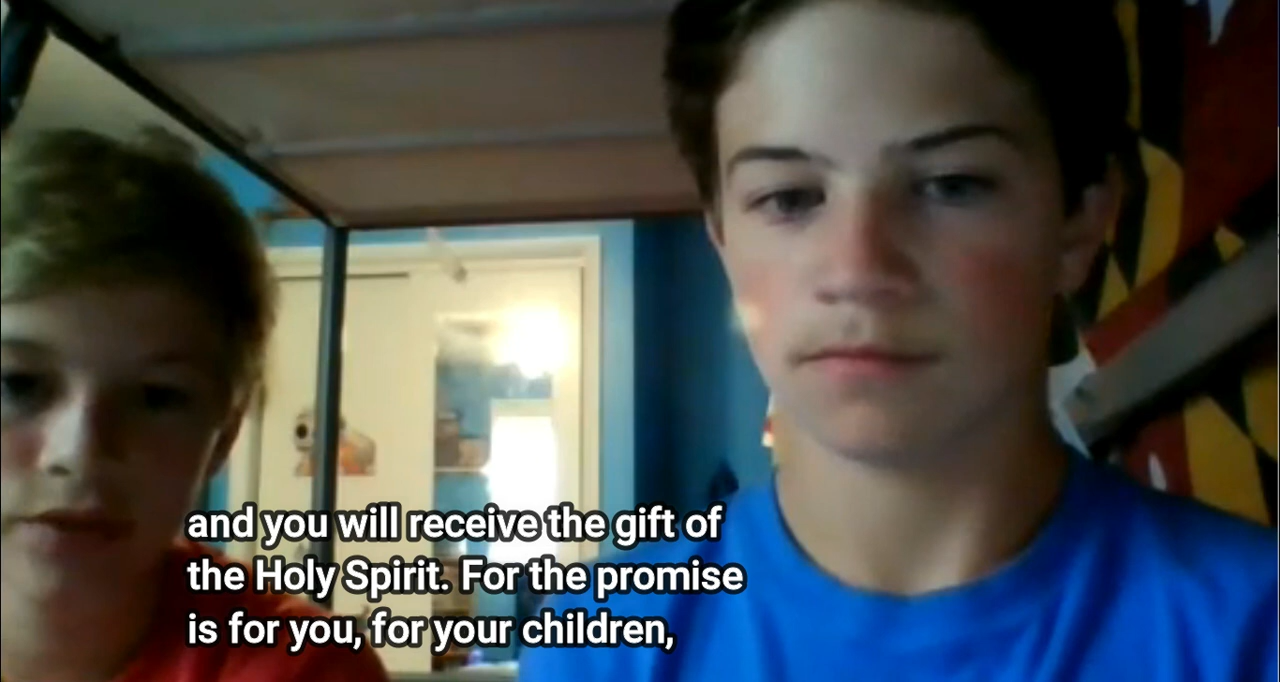 and you will receive the gift of
the Holy Spirit. For the promise
is for you, for your children,